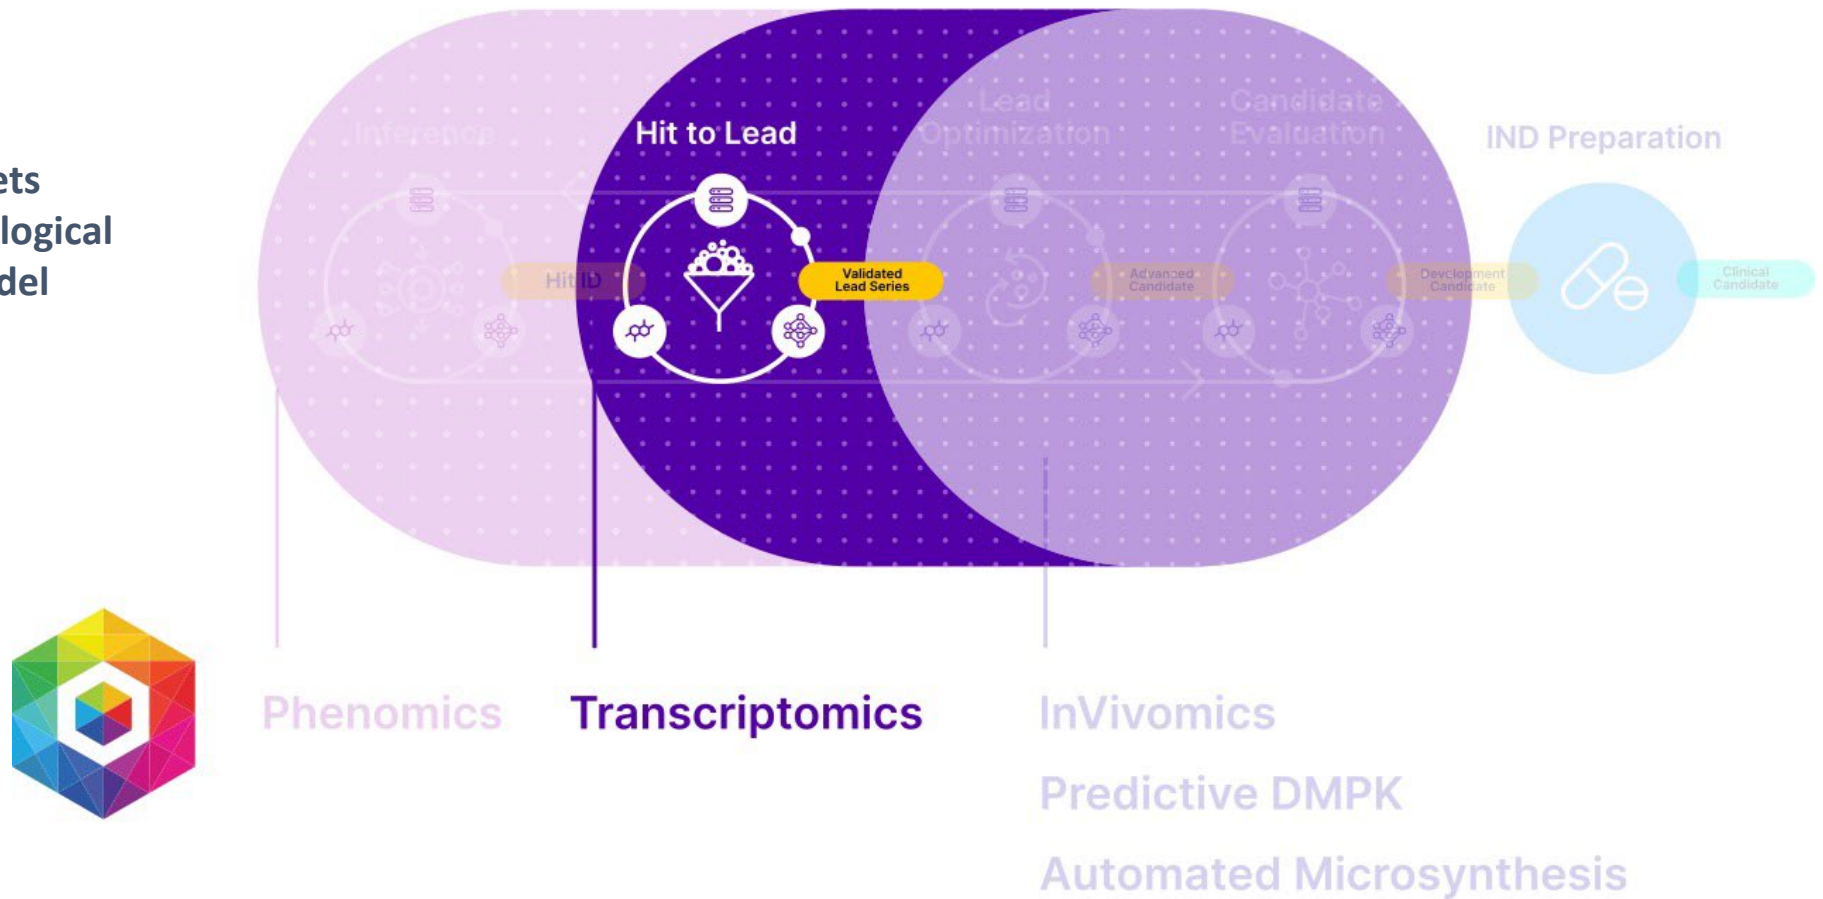 ets
logical
del
Inference
Hit to Lead
Lead
Optimization
Candidate
Evaluation
IND Preparation
Hit ID
Validated
Lead Series
Advanced
Candidate
Development
Candidate
Clinical
Candidate
Phenomics
Transcriptomics
InVivomics
Predictive DMPK
Automated Microsynthesis